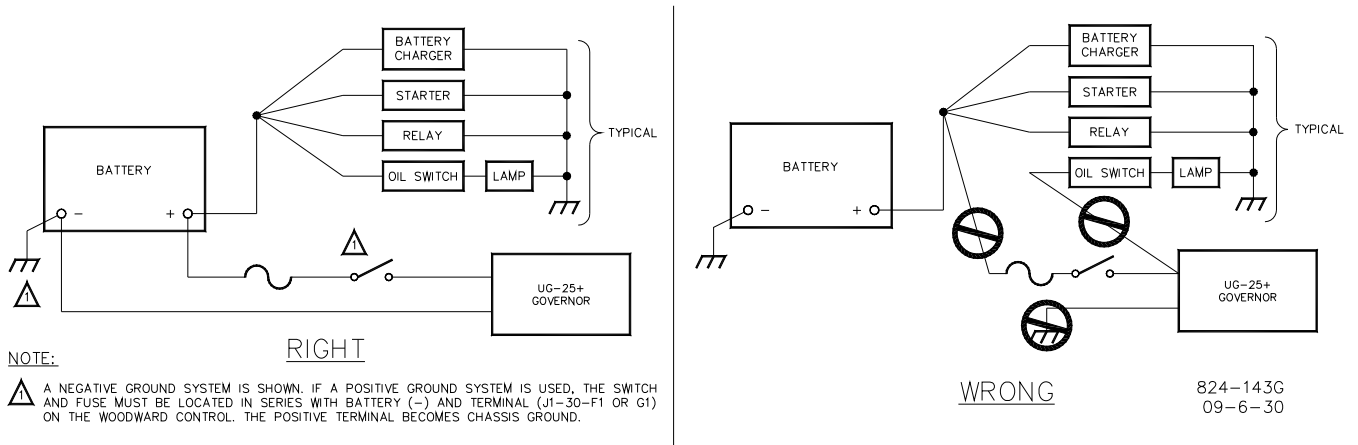 BATTERY
CHARGER
STARTER
RELAY
OIL SWITCH
LAMP
TYPICAL
BATTERY
-
+
1
1
UG-25+
GOVERNOR
RIGHT
NOTE:
1 A NEGATIVE GROUND SYSTEM IS SHOWN. IF A POSITIVE GROUND SYSTEM IS USED, THE SWITCH
AND FUSE MUST BE LOCATED IN SERIES WITH BATTERY (-) AND TERMINAL (J1-30-F1 OR G1)
ON THE WOODWARD CONTROL. THE POSITIVE TERMINAL BECOMES CHASSIS GROUND.
BATTERY
CHARGER
STARTER
RELAY
OIL SWITCH
LAMP
TYPICAL
BATTERY
-
+
UG-25+
GOVERNOR
WRONG
824-143G
09-6-30